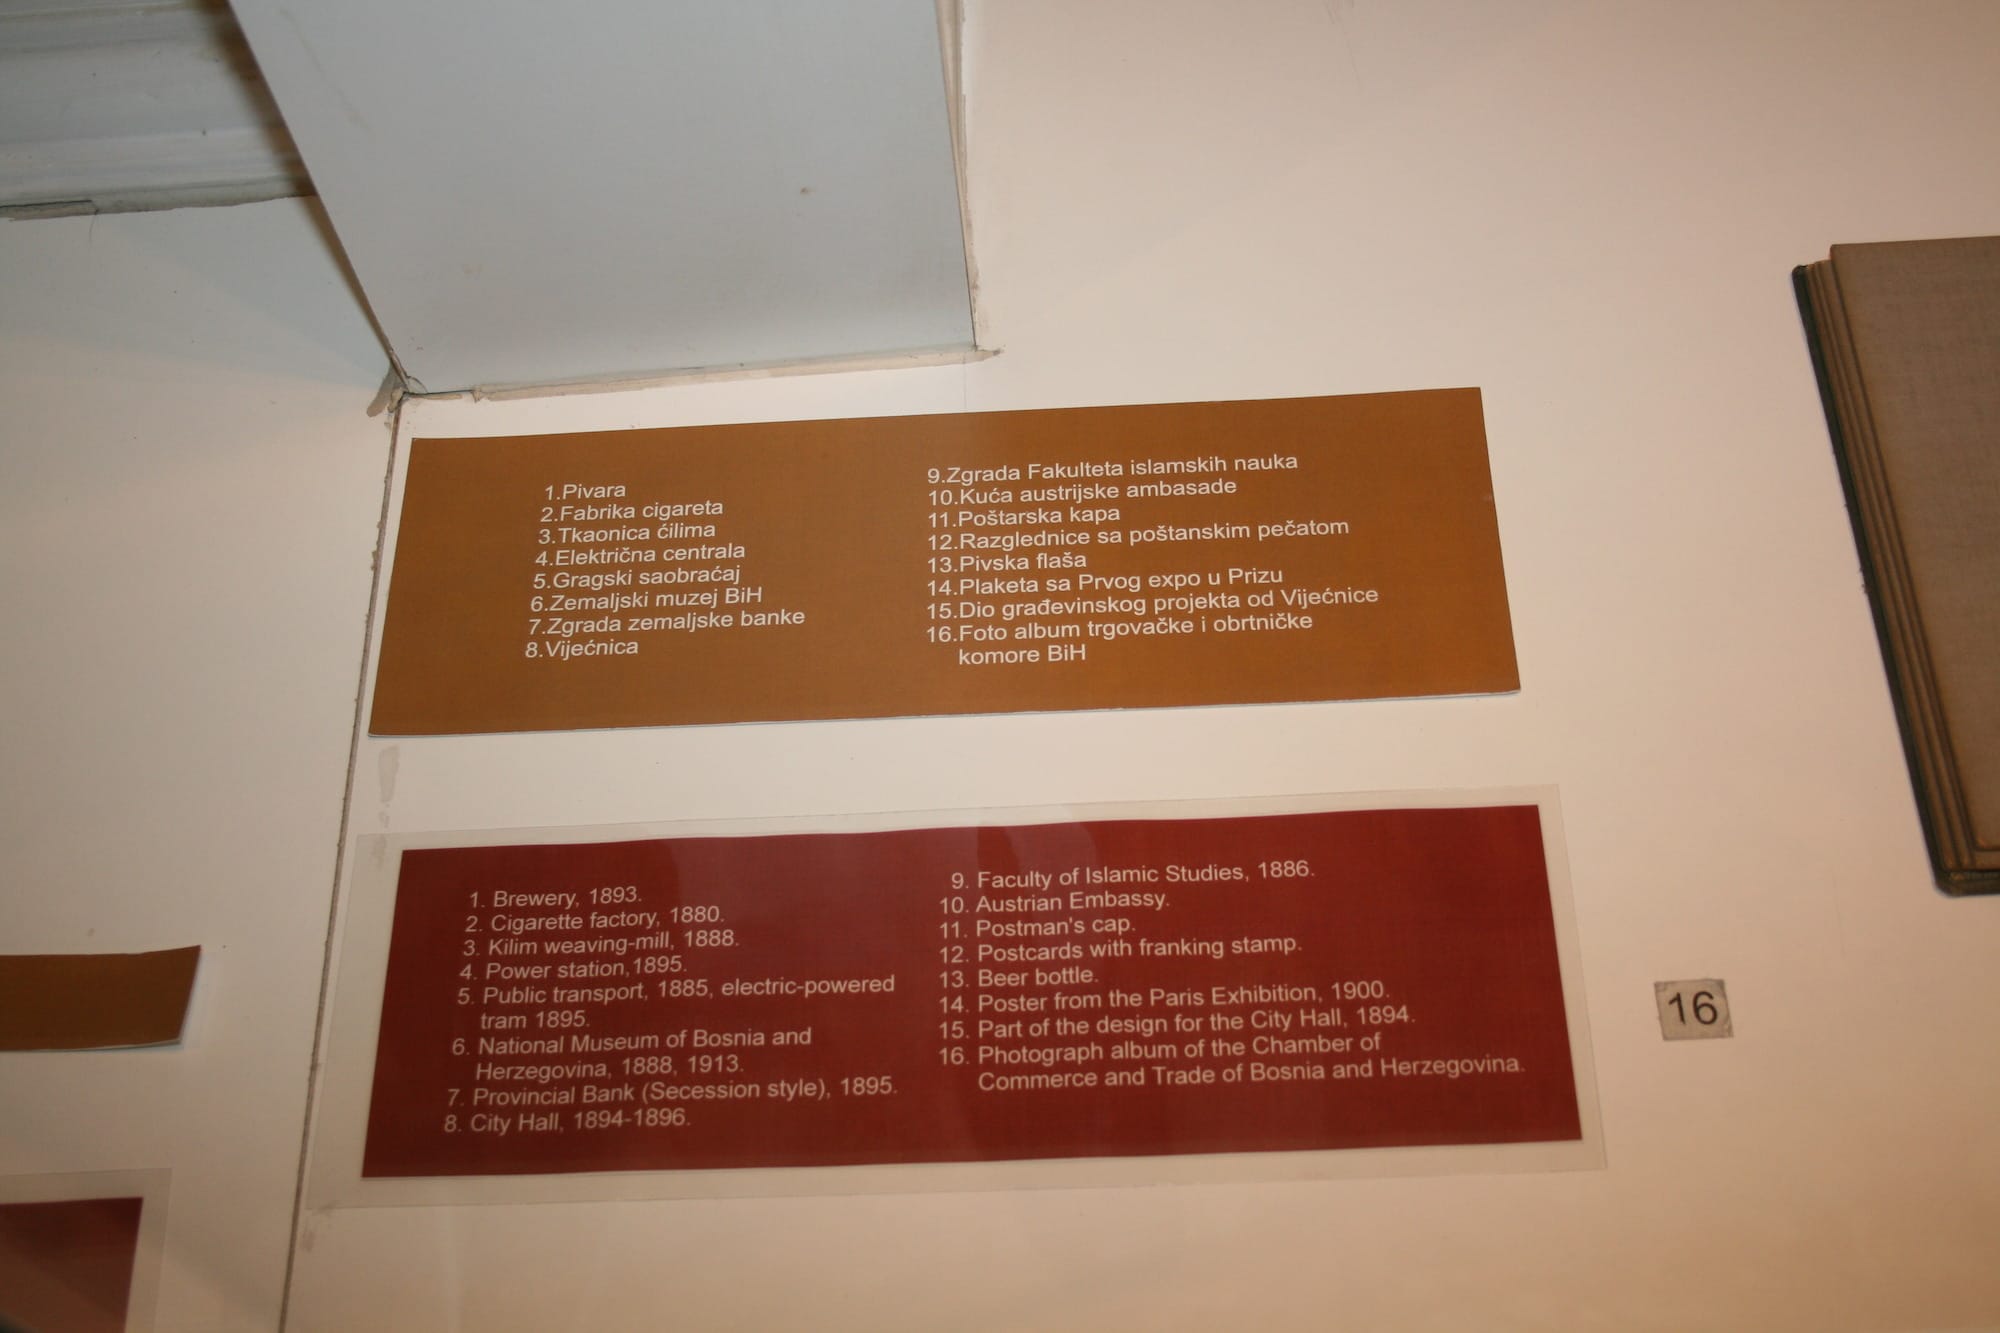 1.Pivara
2.Fabrika cigareta
3.Tkaonica ćilima
4.Električna centrala
5.Gragski saobraćaj
6.Zemaljski muzej BiH
7.Zgrada zemaljske banke
8.Vijećnica
9.Zgrada Fakulteta islamskih nauka
10.Kuća austrijske ambasade
11.Poštarska kapa
12.Razglednice sa poštanskim pečatom
13.Pivska flaša
14.Plaketa sa Prvog expo u Prizu
15.Dio građevinskog projekta od Vijećnice
16.Foto album trgovačke i obrtničke
komore BiH
1. Brewery, 1893.
2. Cigarette factory, 1880.
3. Kilim weaving-mill, 1888.
4. Power station,1895.
5. Public transport, 1885, electric-powered
tram 1895.
6. National Museum of Bosnia and
Herzegovina, 1888, 1913.
7. Provincial Bank (Secession style), 1895.
8. City Hall, 1894-1896.
9. Faculty of Islamic Studies, 1886.
10. Austrian Embassy.
11. Postman's cap.
12. Postcards with franking stamp.
13. Beer bottle.
14. Poster from the Paris Exhibition, 1900.
15. Part of the design for the City Hall, 1894.
16. Photograph album of the Chamber of
Commerce and Trade of Bosnia and Herzegovina.
16